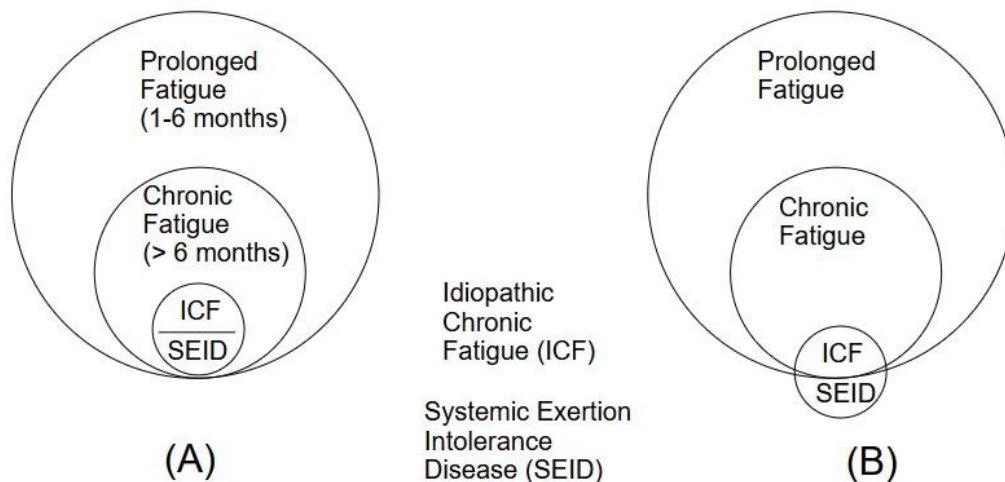 Prolonged
Fatigue
(1-6 months)
Chronic
Fatigue
(> 6 months)
ICF
SEID
(A)
Idiopathic
Chronic
Fatigue (ICF)
Systemic Exertion
Intolerance
Disease (SEID)
Prolonged
Fatigue
Chronic
Fatigue
ICF
SEID
(B)